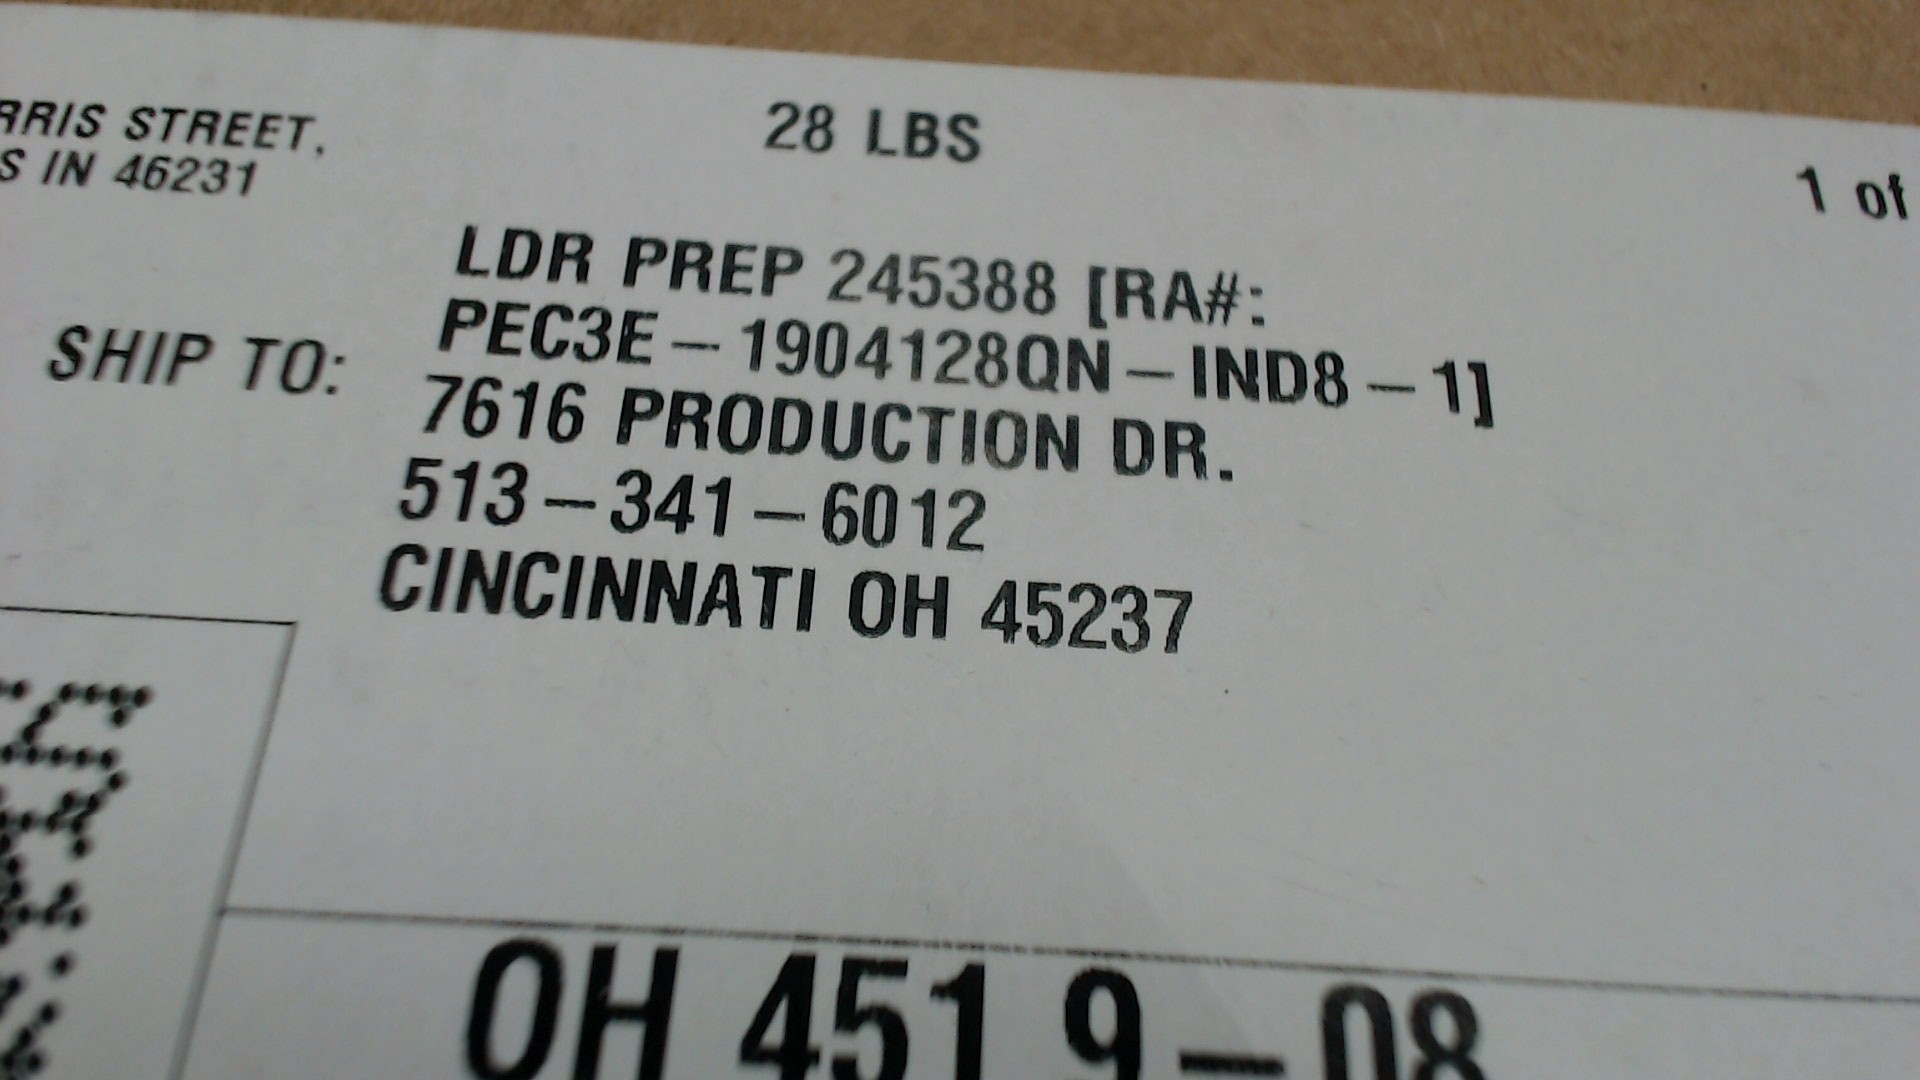 RRIS STREET,
S IN 46231
28 LBS
1 of
SHIP TO:
LDR PREP 245388 [RA#:
PEC3E-1904128QN-IND8-1]
7616 PRODUCTION DR.
513-341-6012
CINCINNATI OH 45237
OH 451 9-08